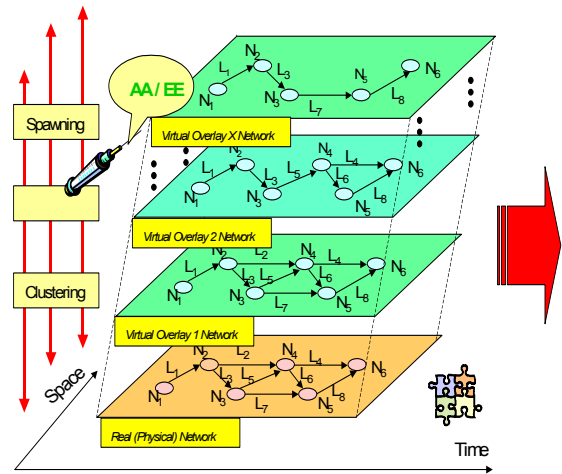 AA / EE
Spawning
Clustering
N1 L1 N2 L3 N3 L7 N5 L8 N6
Virtual Overlay X Network
N1 L1 N2 L3 N3 L5 N4 L4 L6 N5 L8 N6
Virtual Overlay 2 Network
N1 L1 N2 L2 L3 L5 N3 L7 N4 L4 L6 N5 L8 N6
Virtual Overlay 1 Network
N1 L1 N2 L2 L3 L5 N3 L7 N4 L4 L6 N5 L8 N6
Real (Physical) Network
Space
Time